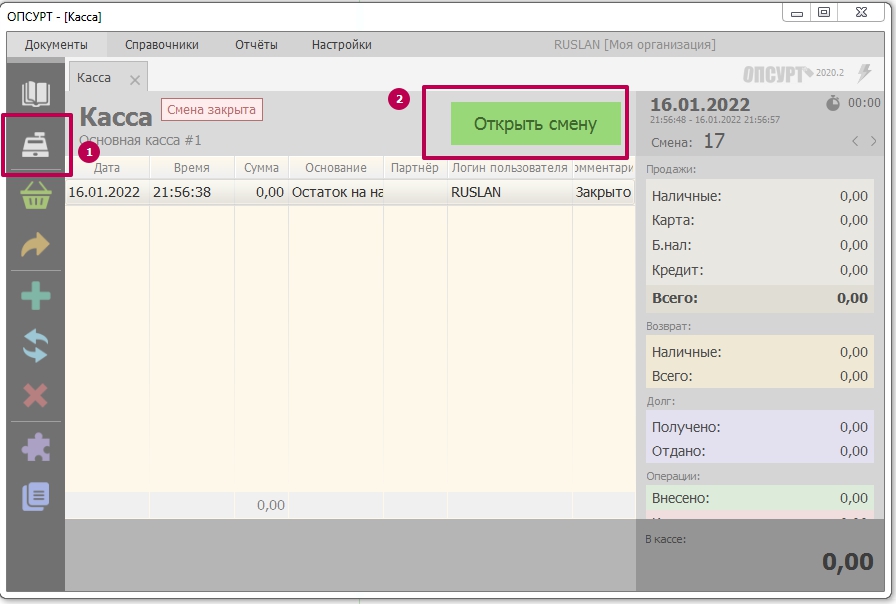 ОПСУРТ - [Касса]
Документы Справочники Отчёты Настройки RUSLAN [Моя организация]
Касса
ОПСУРТ 2020.2
Касса Смена закрыта
Основная касса #1
2
Открыть смену
16.01.2022 00:00
21:56:48 - 16.01.2022 21:56:57
Смена: 17
1
Дата Время Сумма Основание Партнёр Логин пользователя омментари
16.01.2022 21:56:38 0,00 Остаток на на RUSLAN Закрыто
0,00
Продажи:
Наличные: 0,00
Карта: 0,00
Б.нал: 0,00
Кредит: 0,00
Всего: 0,00
Возврат:
Наличные: 0,00
Всего: 0,00
Долг:
Получено: 0,00
Отдано: 0,00
Операции:
Внесено: 0,00
В кассе:
0,00